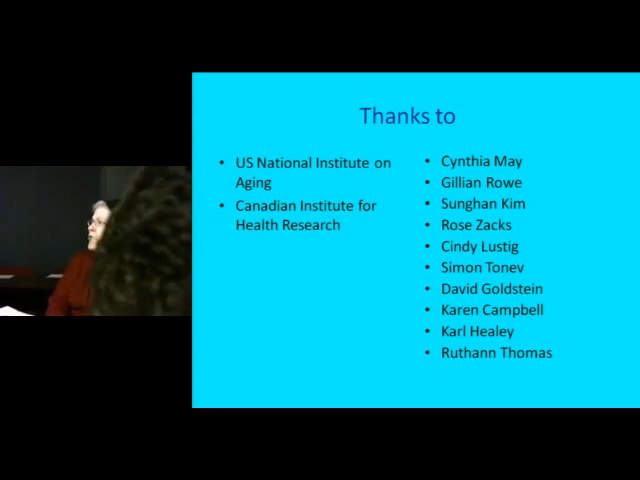 Thanks to
• US National Institute on
Aging
• Canadian Institute for
Health Research
• Cynthia May
• Gillian Rowe
• Sunghan Kim
• Rose Zacks
• Cindy Lustig
• Simon Tonev
• David Goldstein
• Karen Campbell
• Karl Healey
• Ruthann Thomas